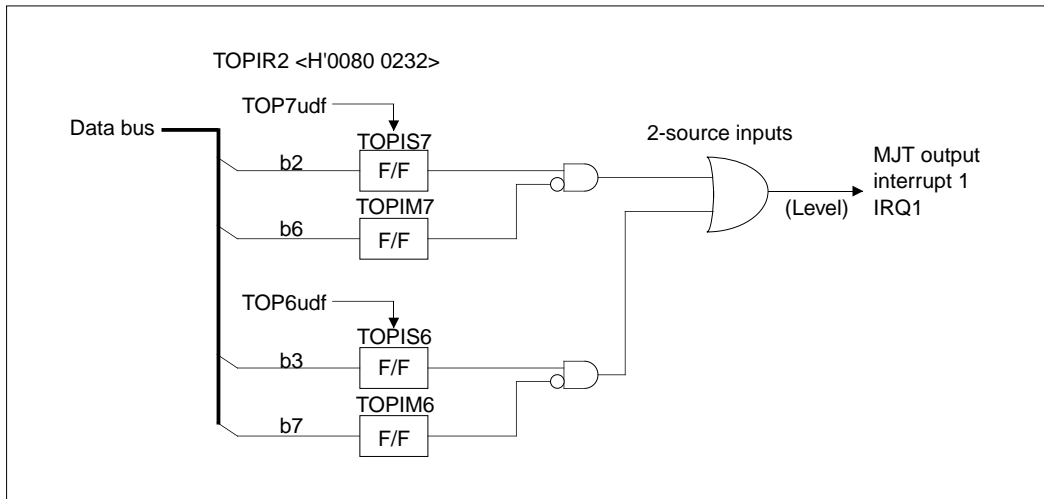 TOPIR2 <H'0080 0232>
TOP7udf
Data bus
TOPIS7
2-source inputs
b2
F/F
MJT output
interrupt 1
IRQ1
(Level)
TOPIM7
b6
F/F
TOP6udf
TOPIS6
b3
F/F
TOPIM6
b7
F/F